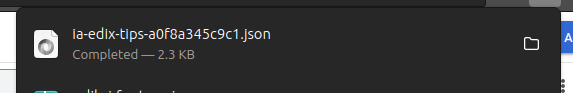 ia-edix-tips-a0f8a345c9c1.json
Completed — 2.3 KB
A